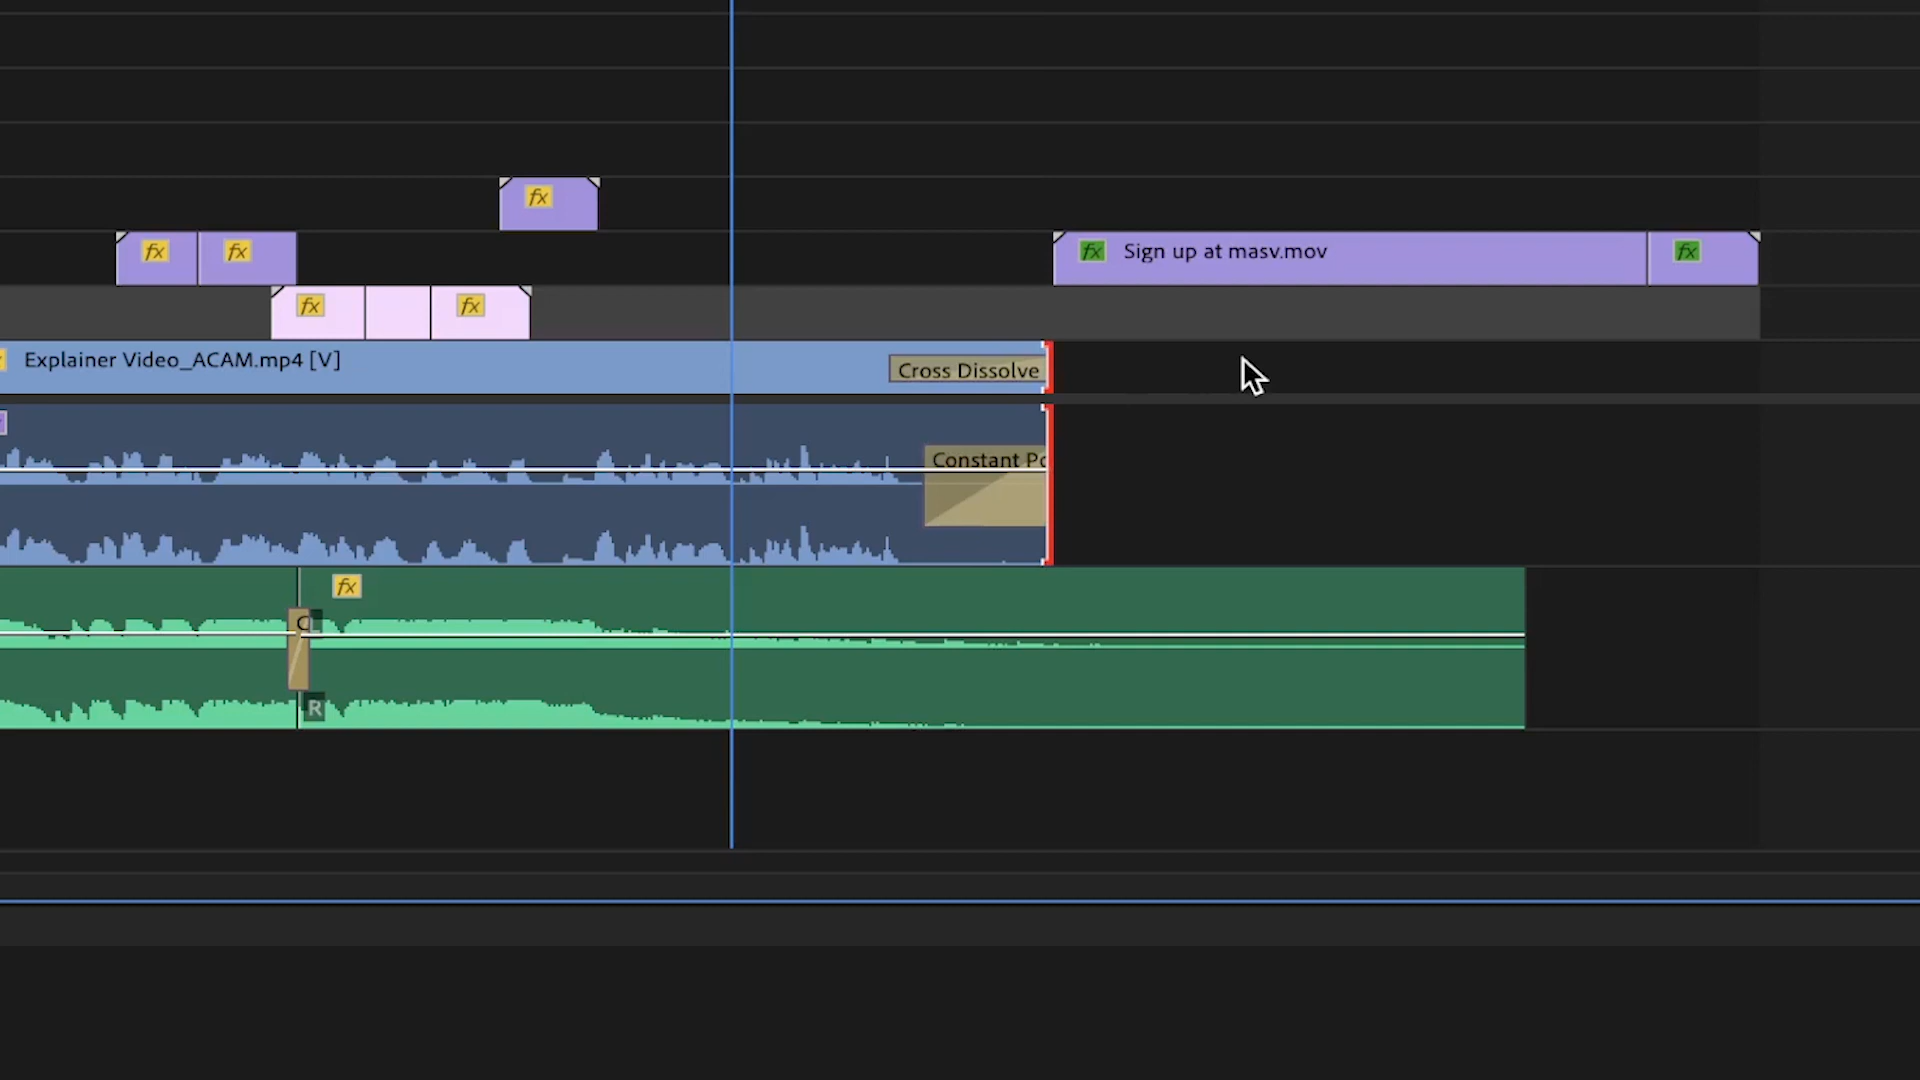 fx
fx fx fx Sign up at masv.mov fx
fx fx
Explainer Video_ACAM.mp4 [V] Cross Dissolve
Constant Po
fx
C L
R